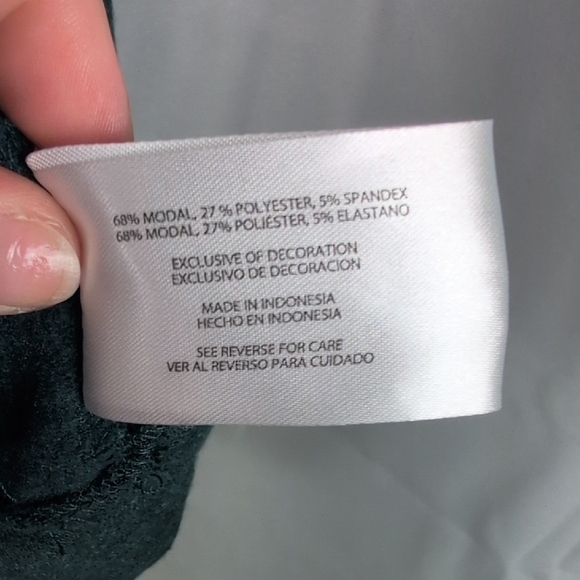 68% MODAL, 27 % POLYESTER, 5% SPANDEX
68% MODAL, 27% POLIÉSTER, 5% ELASTANO
EXCLUSIVE OF DECORATION
EXCLUSIVO DE DECORACION
MADE IN INDONESIA
HECHO EN INDONESIA
SEE REVERSE FOR CARE
VER AL REVERSO PARA CUIDADO